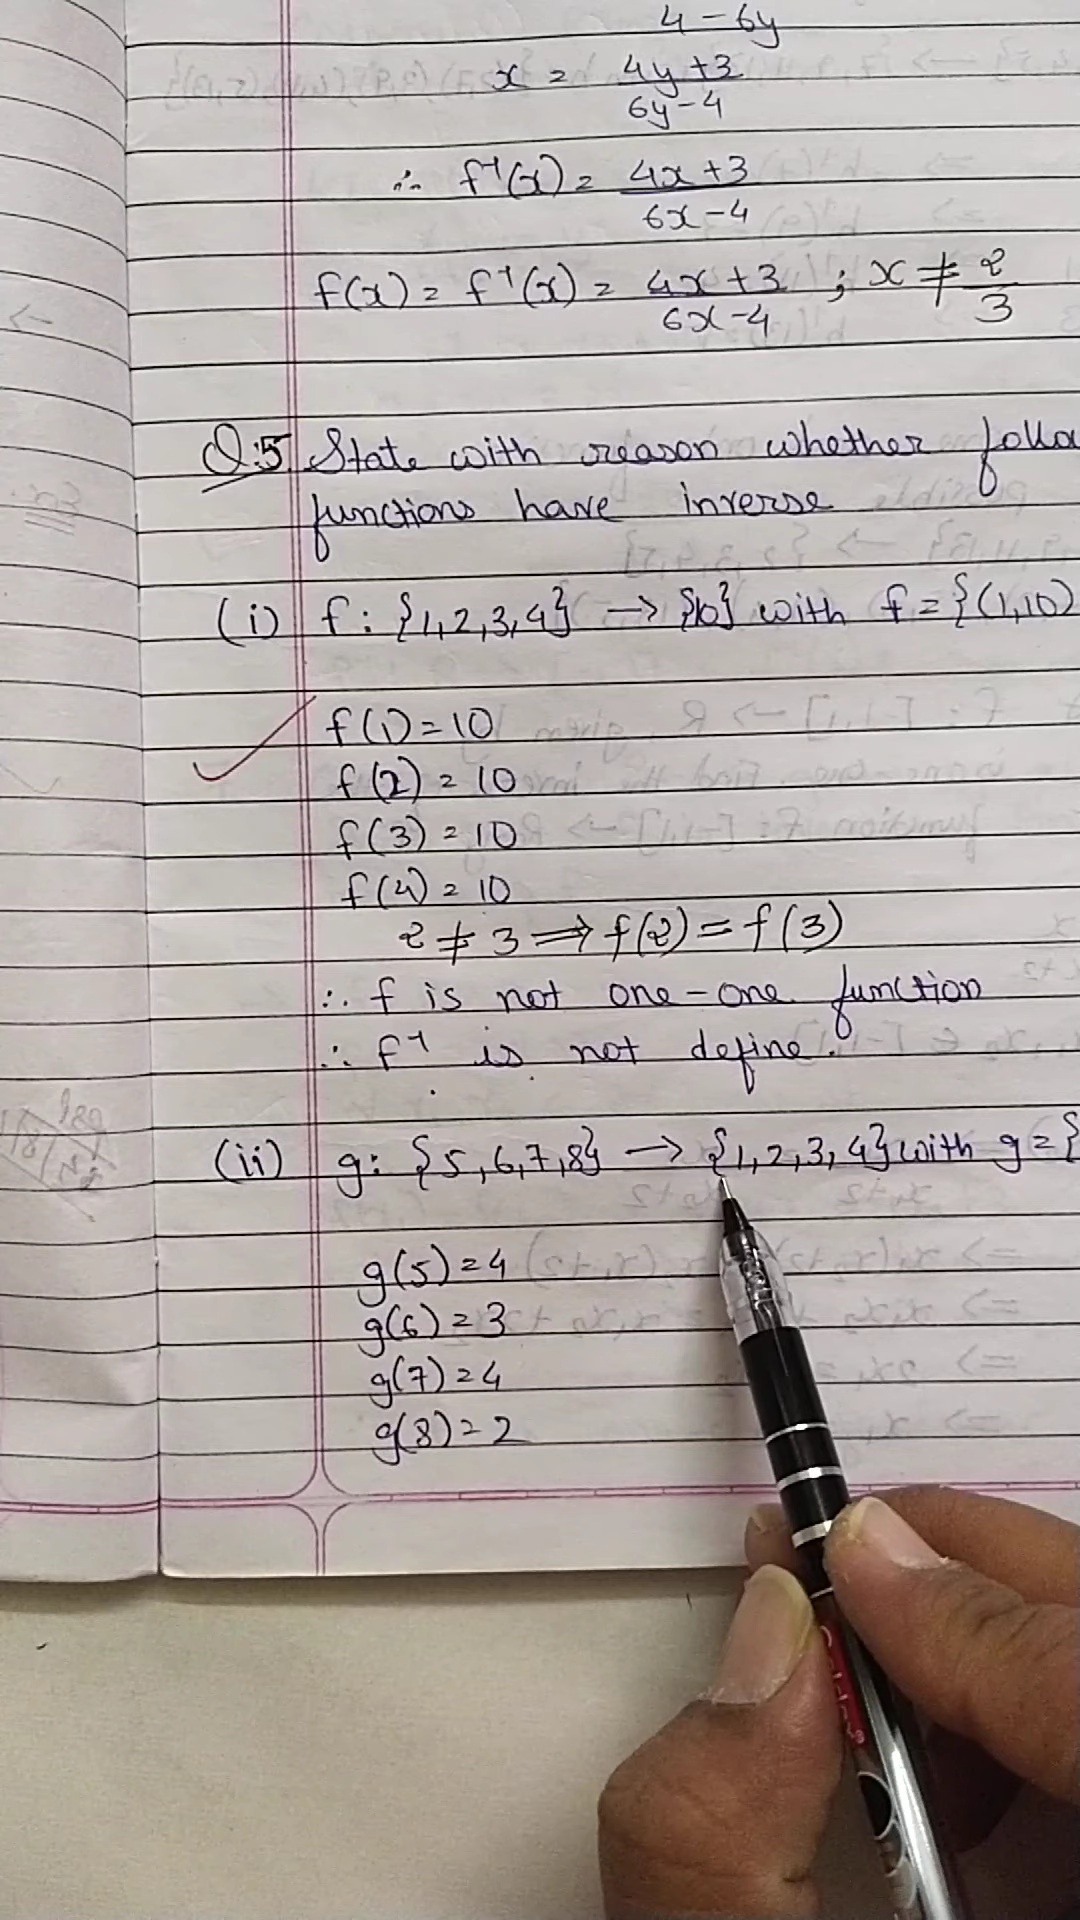 4-6y
x = 4y+3
6y-4
∴ f⁻¹(x) = 4x+3
6x-4
f(x) = f⁻¹(x) = 4x+3 ; x ≠ 2
6x-4 3
Q:5 State with reason whether follo
functions have inverse
(i) f: {1,2,3,4} → {10} with f = {(1,10)
f(1) = 10
f(2) = 10
f(3) = 10
f(4) = 10
2 ≠ 3 ⟹ f(2) = f(3)
∴ f is not one-one function
∴ f⁻¹ is not define.
(ii) g: {5,6,7,8} → {1,2,3,4} with g = {
g(5) = 4
g(6) = 3
g(7) = 4
g(8) = 2